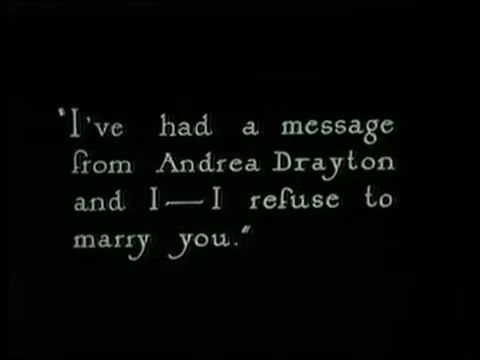 "I've had a message
from Andrea Drayton
and I—I refuse to
marry you."